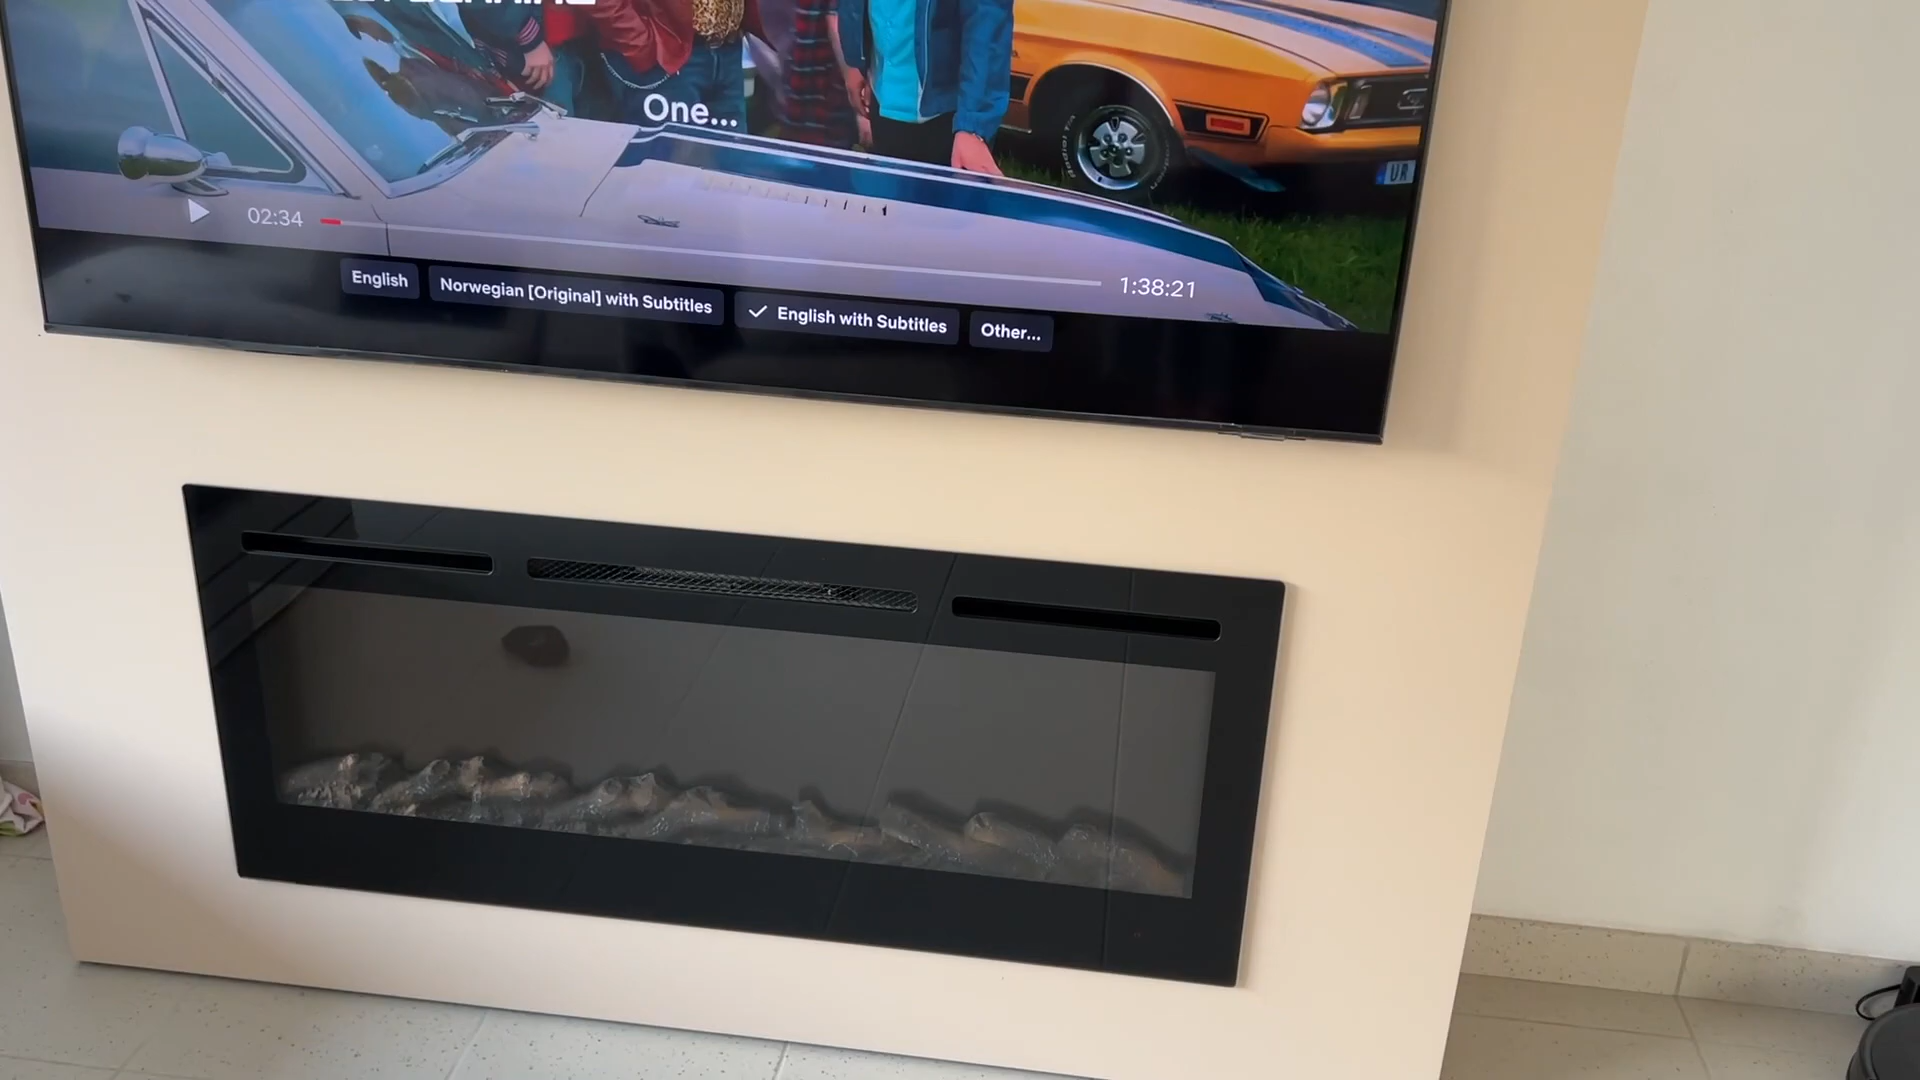 One...
UR
02:34
1:38:21
English
Norwegian [Original] with Subtitles
✓ English with Subtitles
Other...